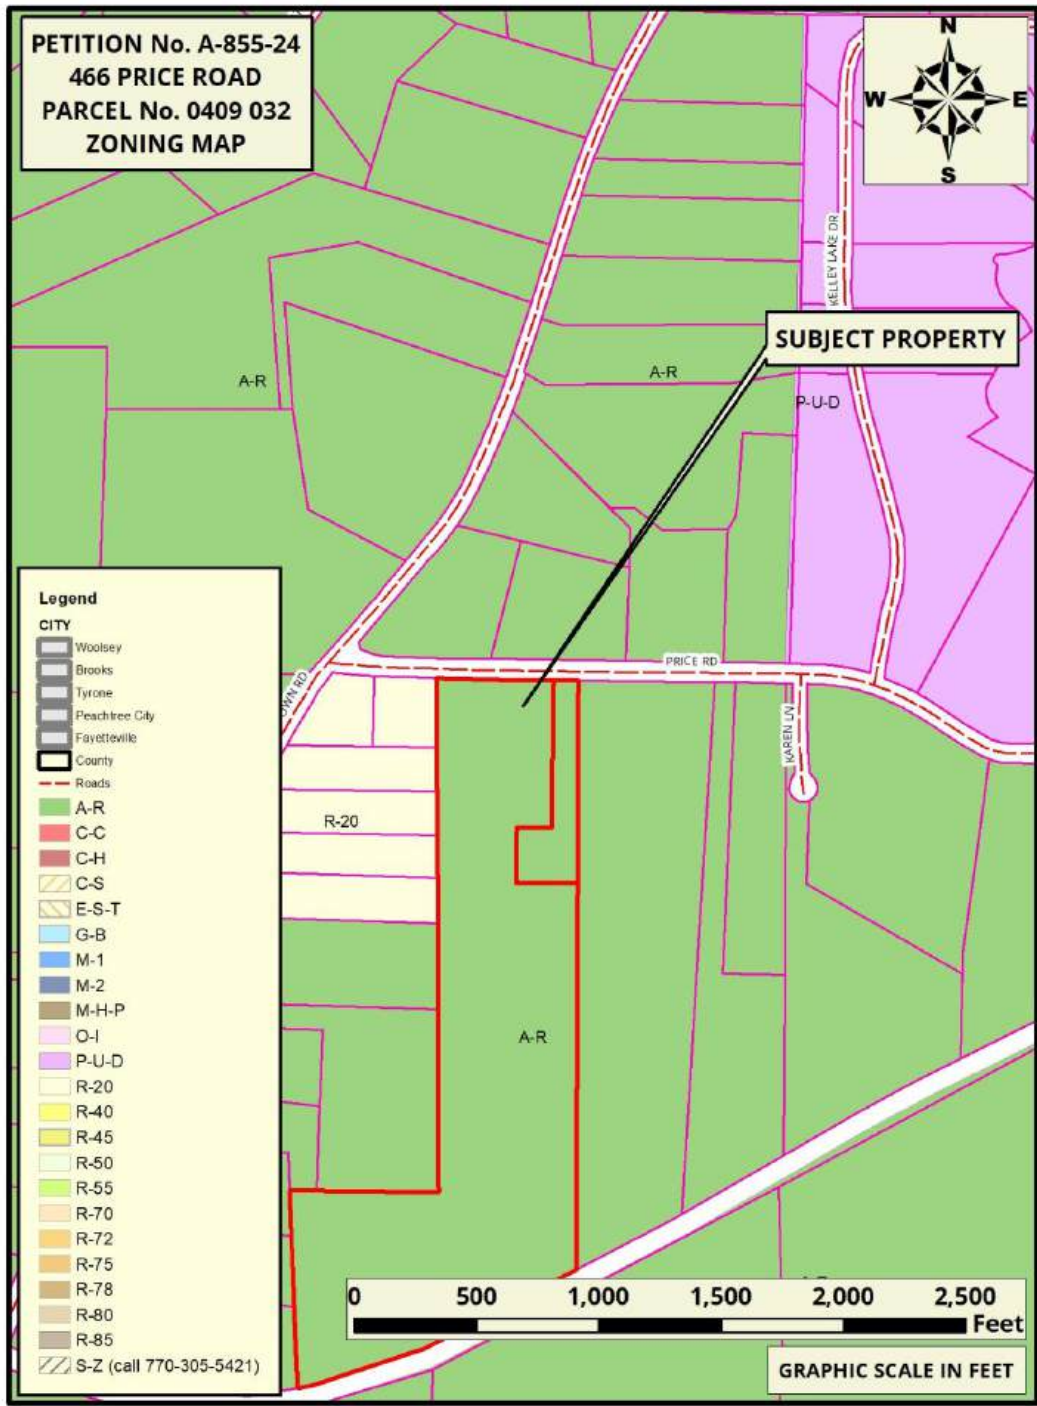 PETITION No. A-855-24
466 PRICE ROAD
PARCEL No. 0409 032
ZONING MAP
N
W E
S
KELLEY LAKE DR
SUBJECT PROPERTY
A-R
A-R
P-U-D
PRICE RD
OWN RD
KAREN LN
R-20
A-R
Legend
CITY
Woolsey
Brooks
Tyrone
Peachtree City
Fayetteville
County
Roads
A-R
C-C
C-H
C-S
E-S-T
G-B
M-1
M-2
M-H-P
O-I
P-U-D
R-20
R-40
R-45
R-50
R-55
R-70
R-72
R-75
R-78
R-80
R-85
S-Z (call 770-305-5421)
0 500 1,000 1,500 2,000 2,500
Feet
GRAPHIC SCALE IN FEET